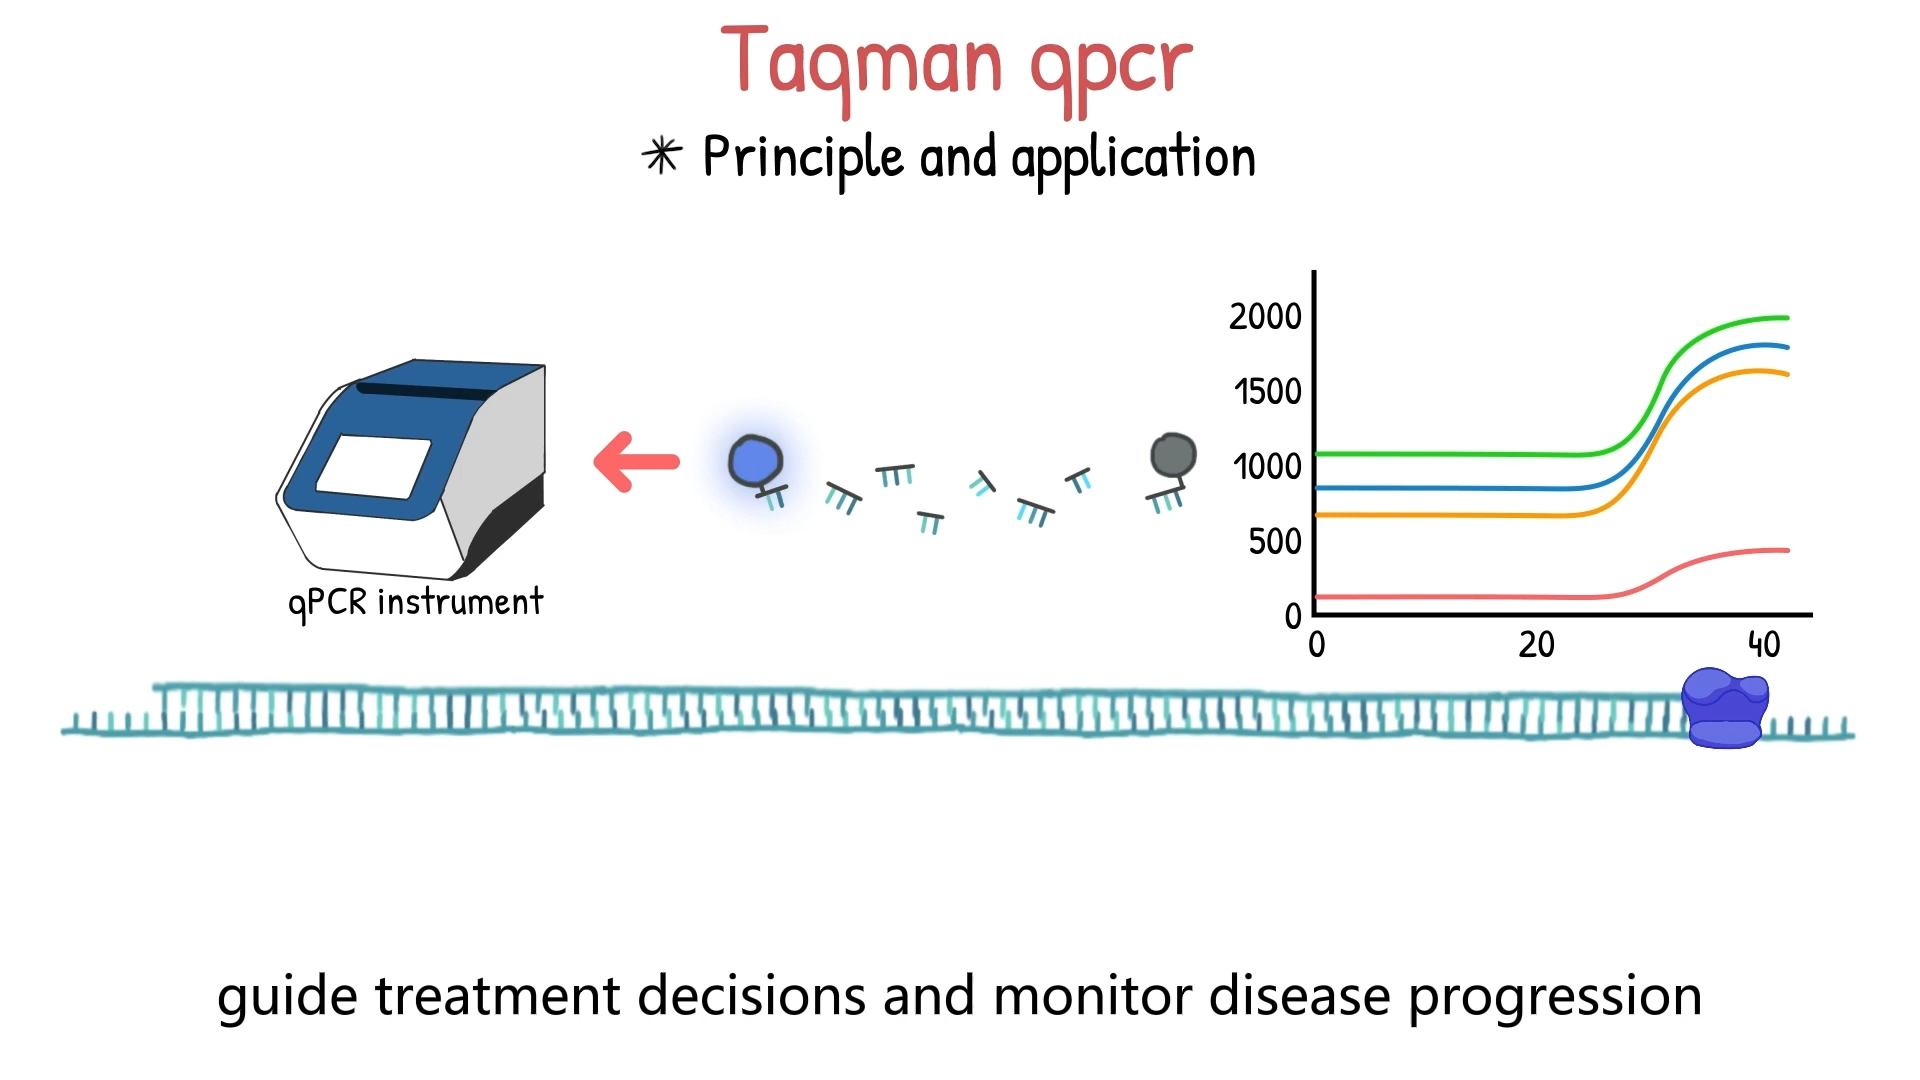 Taqman qpcr
✳ Principle and application
2000
1500
1000
500
0
0 20 40
qPCR instrument
guide treatment decisions and monitor disease progression